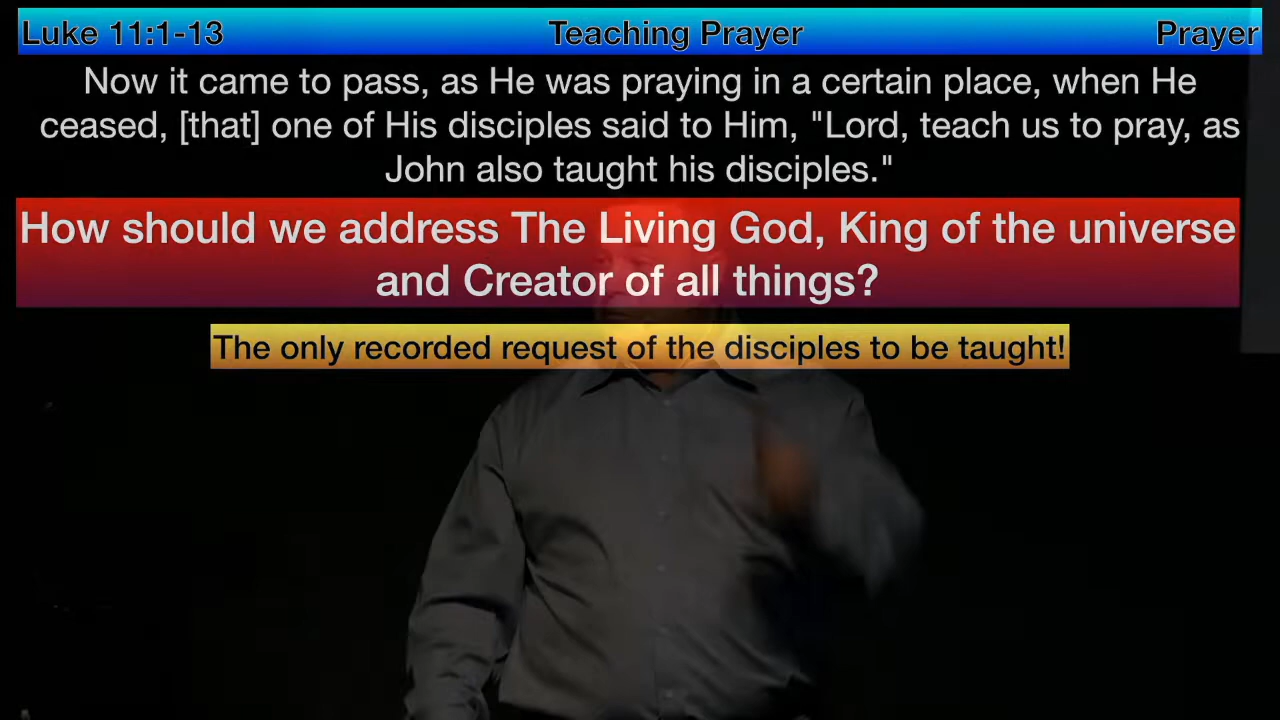 Luke 11:1-13 Teaching Prayer Prayer
Now it came to pass, as He was praying in a certain place, when He
ceased, [that] one of His disciples said to Him, "Lord, teach us to pray, as
John also taught his disciples."
How should we address The Living God, King of the universe
and Creator of all things?
The only recorded request of the disciples to be taught!